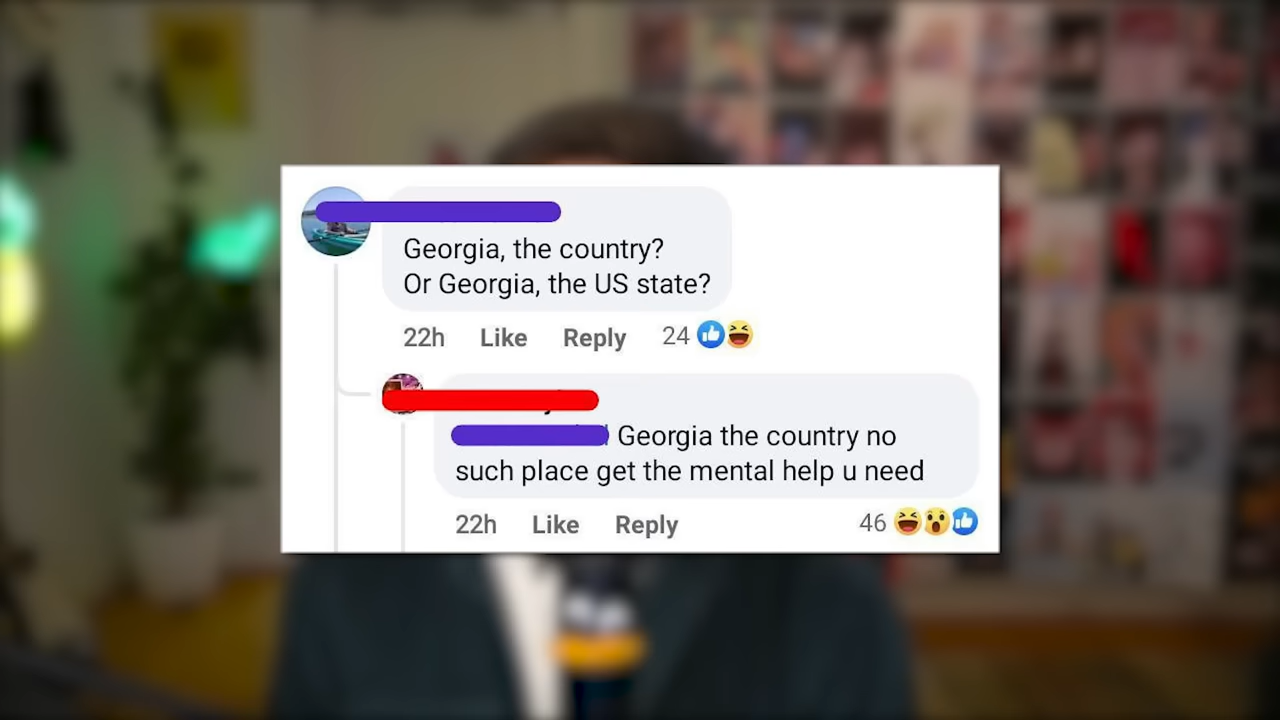 Georgia, the country?
Or Georgia, the US state?
22h Like Reply 24
Georgia the country no
such place get the mental help u need
22h Like Reply 46